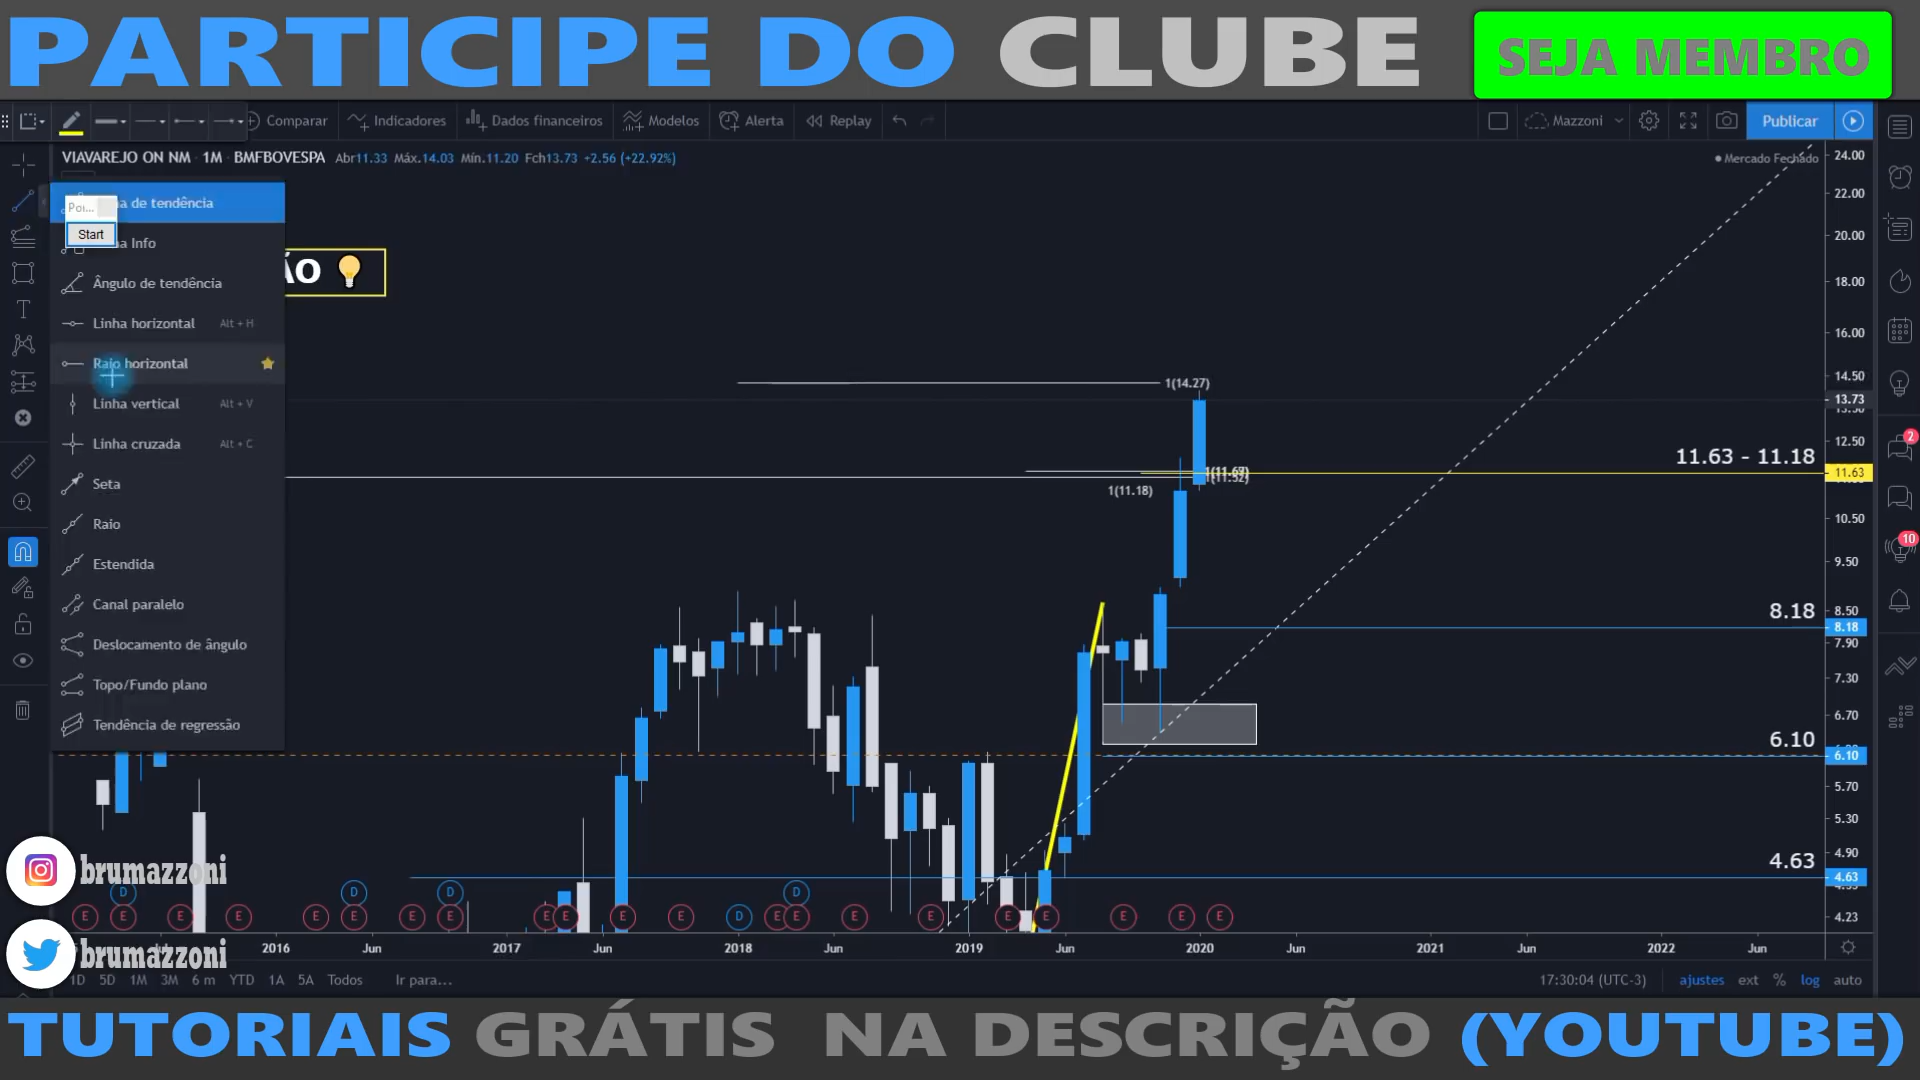 PARTICIPE DO CLUBE
SEJA MEMBRO
Comparar
Indicadores
Dados financeiros
Modelos
Alerta
Replay
Mazzoni
Publicar
VIAVAREJO ON NM · 1M · BMFBOVESPA Abr11.33 Máx.14.03 Mín.11.20 Fch13.73 +2.56 (+22.92%)
Mercado Fechado
de tendência
Start
Info
ÃO 💡
Ângulo de tendência
Linha horizontal Alt + H
Raio horizontal
Linha vertical Alt + V
Linha cruzada Alt + C
Seta
Raio
Estendida
Canal paralelo
Deslocamento de ângulo
Topo/Fundo plano
Tendência de regressão
1(14.27)
1(11.18)
11.63 - 11.18
8.18
6.10
4.63
24.00
22.00
20.00
18.00
16.00
14.50
13.73
12.50
11.63
10.50
9.50
8.50
8.18
7.90
7.30
6.70
6.10
5.70
5.30
4.90
4.63
4.23
2
10
D D D D D
E E E E E E E E E E E E E E E E E E E E
brumazzoni
brumazzoni
2016 Jun 2017 Jun 2018 Jun 2019 Jun 2020 Jun 2021 Jun 2022 Jun
1D 5D 1M 3M 6 m YTD 1A 5A Todos Ir para...
17:30:04 (UTC-3) ajustes ext % log auto
TUTORIAIS GRÁTIS NA DESCRIÇÃO (YOUTUBE)